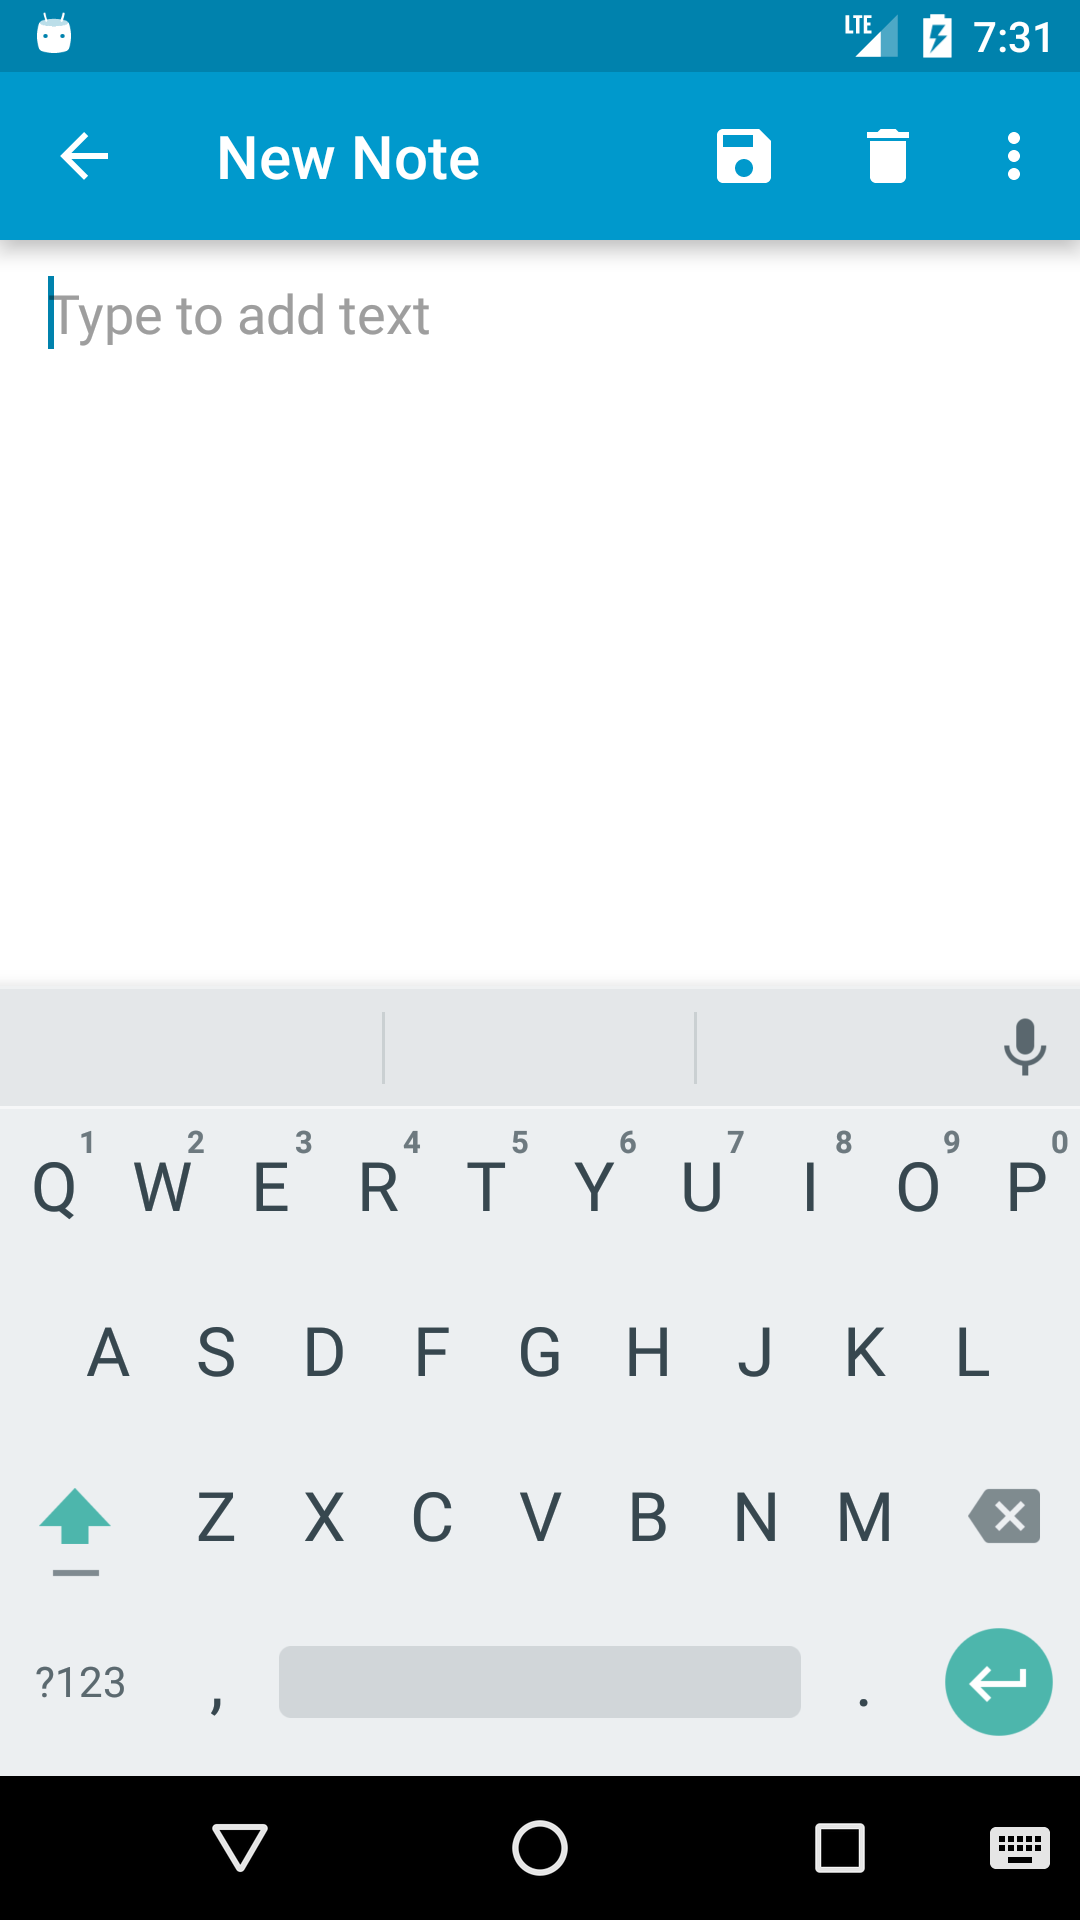 LTE 7:31
New Note
Type to add text
1 2 3 4 5 6 7 8 9 0
Q W E R T Y U I O P
A S D F G H J K L
Z X C V B N M
?123 , .